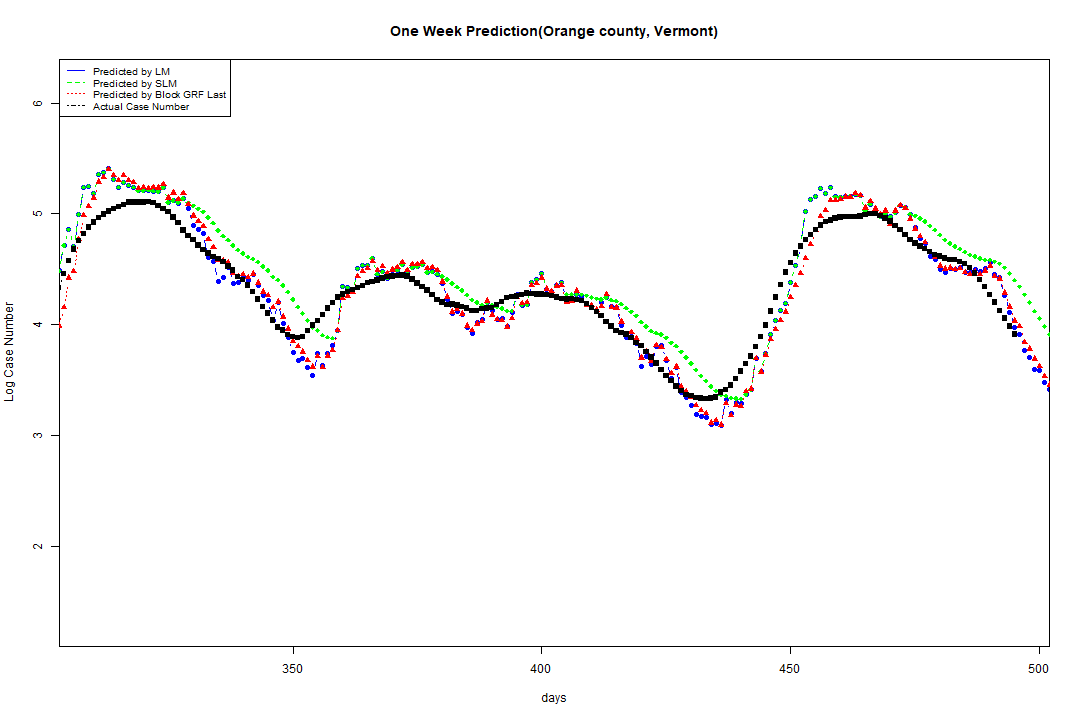 One Week Prediction(Orange county, Vermont)
Predicted by LM
Predicted by SLM
Predicted by Block GRF Last
Actual Case Number
6
5
4
3
2
Log Case Number
350
400
450
500
days